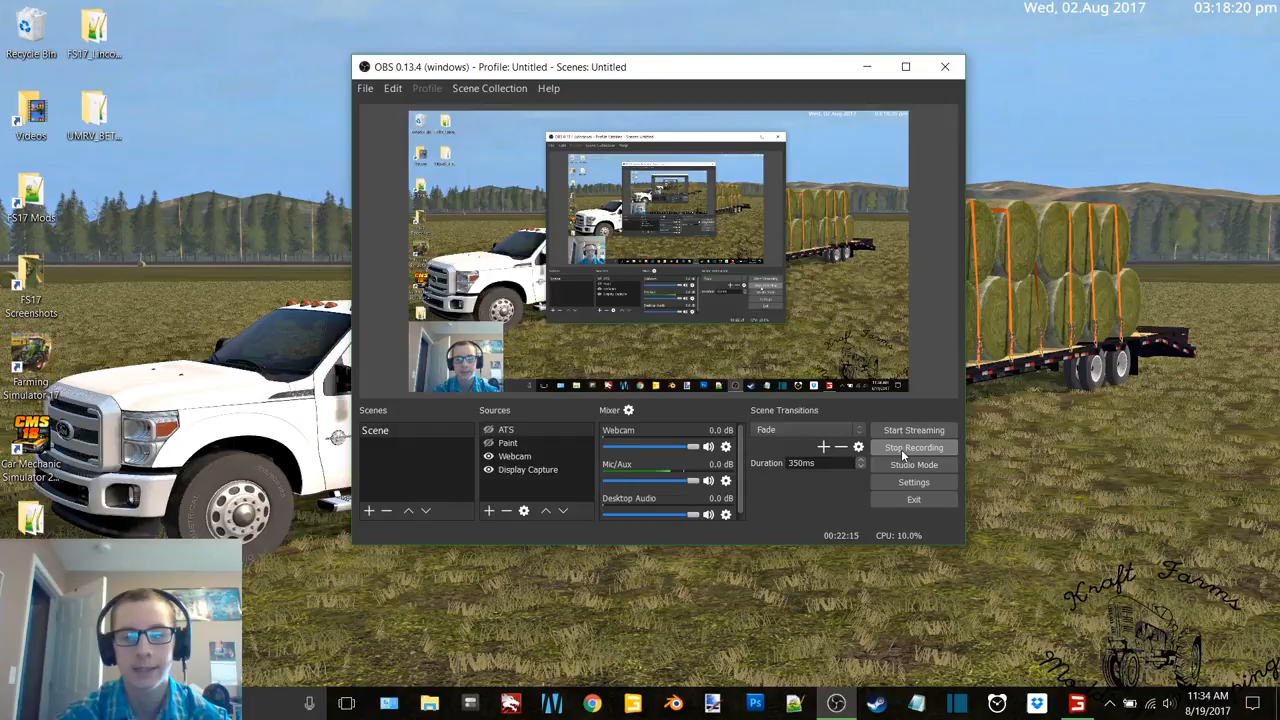 Wed, 02.Aug 2017 03:18:20 pm
Recycle Bin
FS17_Linco...
Videos
UMRV_BET...
FS17 Mods
FS17
Screenshots
Farming
Simulator 17
Car Mechanic
Simulator 2...
OBS 0.13.4 (windows) - Profile: Untitled - Scenes: Untitled
File Edit Profile Scene Collection Help
Scenes
Scene
Sources
ATS
Paint
Webcam
Display Capture
Mixer
Webcam 0.0 dB
Mic/Aux 0.0 dB
Desktop Audio 0.0 dB
Scene Transitions
Fade
Duration 350ms
Start Streaming
Stop Recording
Studio Mode
Settings
Exit
00:22:15 CPU: 10.0%
Kraft Farms
11:34 AM
8/19/2017